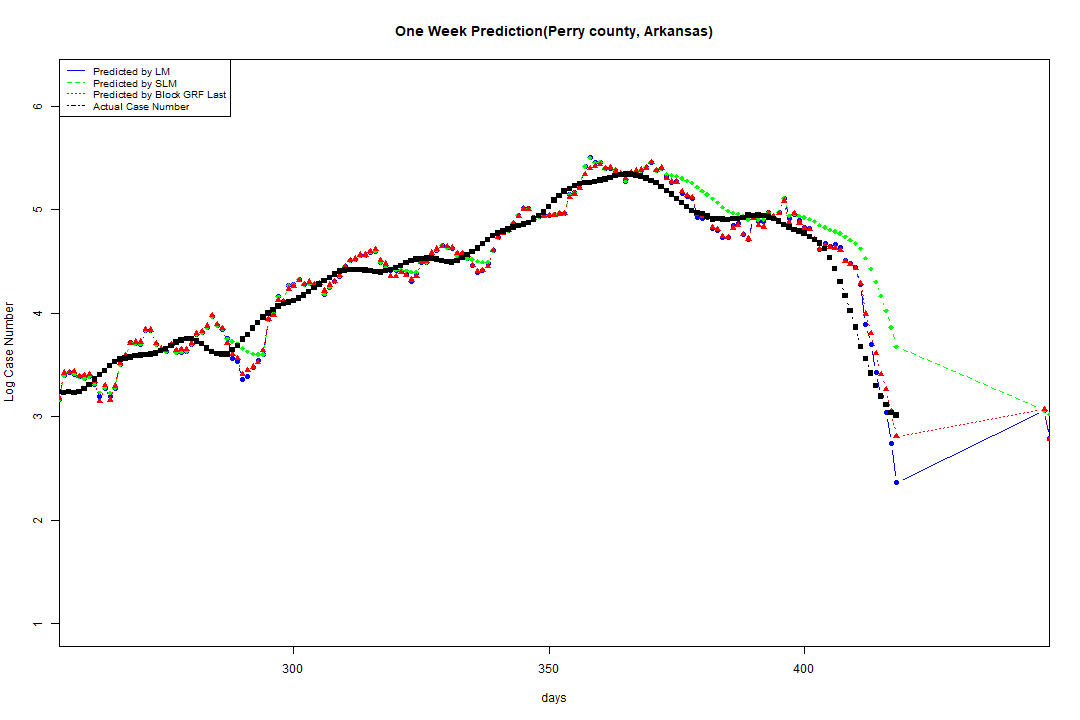 One Week Prediction(Perry county, Arkansas)
Predicted by LM
Predicted by SLM
Predicted by Block GRF Last
Actual Case Number
6
5
4
3
2
1
Log Case Number
300
350
400
days